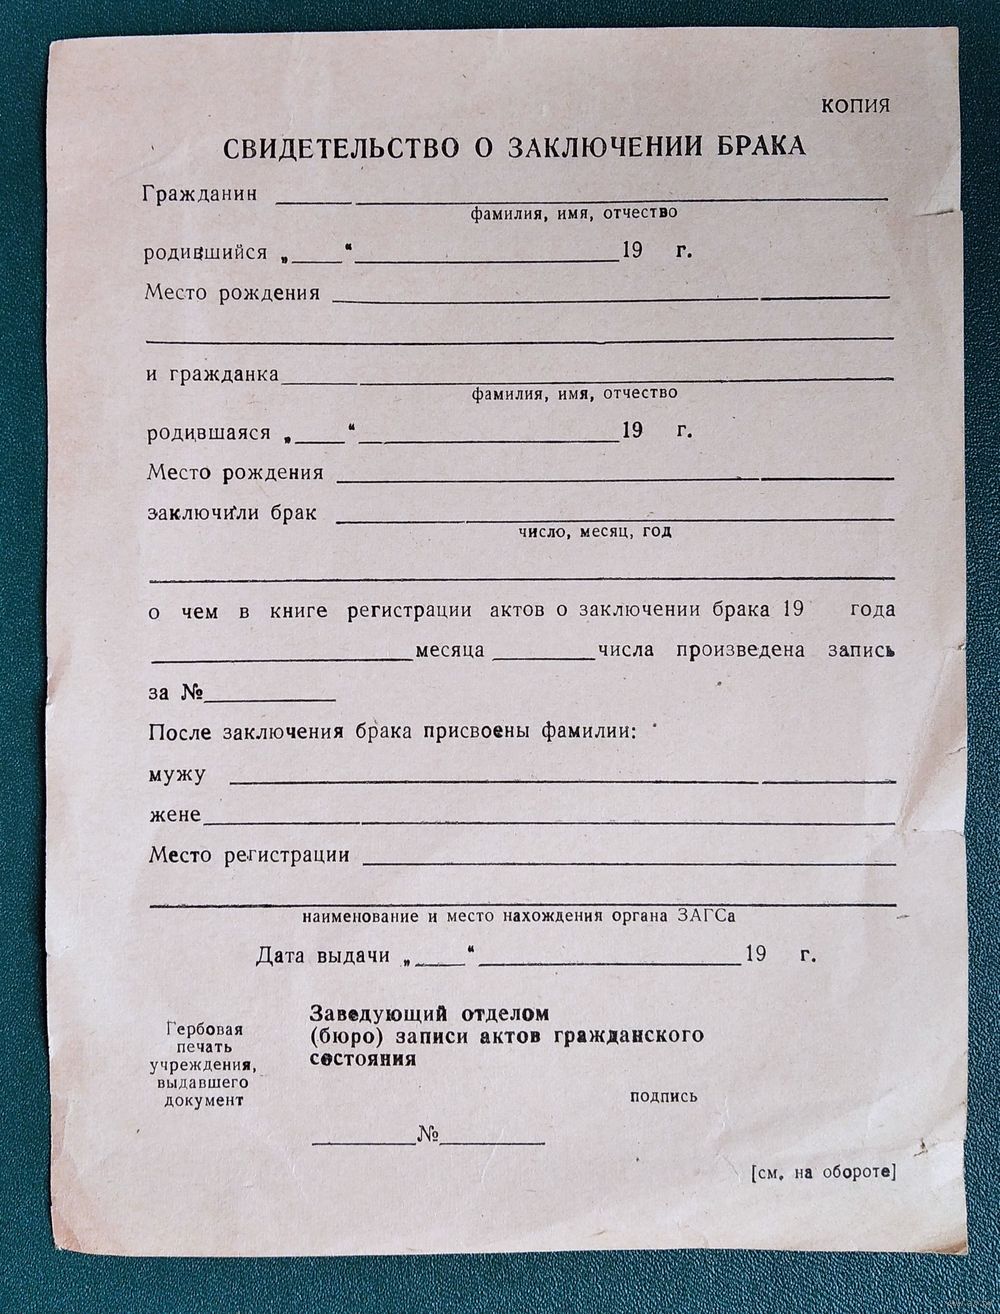 КОПИЯ
СВИДЕТЕЛЬСТВО О ЗАКЛЮЧЕНИИ БРАКА
Гражданин
фамилия, имя, отчество
родившийся „ “ 19 г.
Место рождения
и гражданка
фамилия, имя, отчество
родившаяся „ “ 19 г.
Место рождения
заключили брак
число, месяц, год
о чем в книге регистрации актов о заключении брака 19 года
месяца числа произведена запись
за №
После заключения брака присвоены фамилии:
мужу
жене
Место регистрации
наименование и место нахождения органа ЗАГСа
Дата выдачи „ “ 19 г.
Гербовая
печать
учреждения,
выдавшего
документ
Заведующий отделом
(бюро) записи актов гражданского
состояния
подпись
№
[см. на обороте]